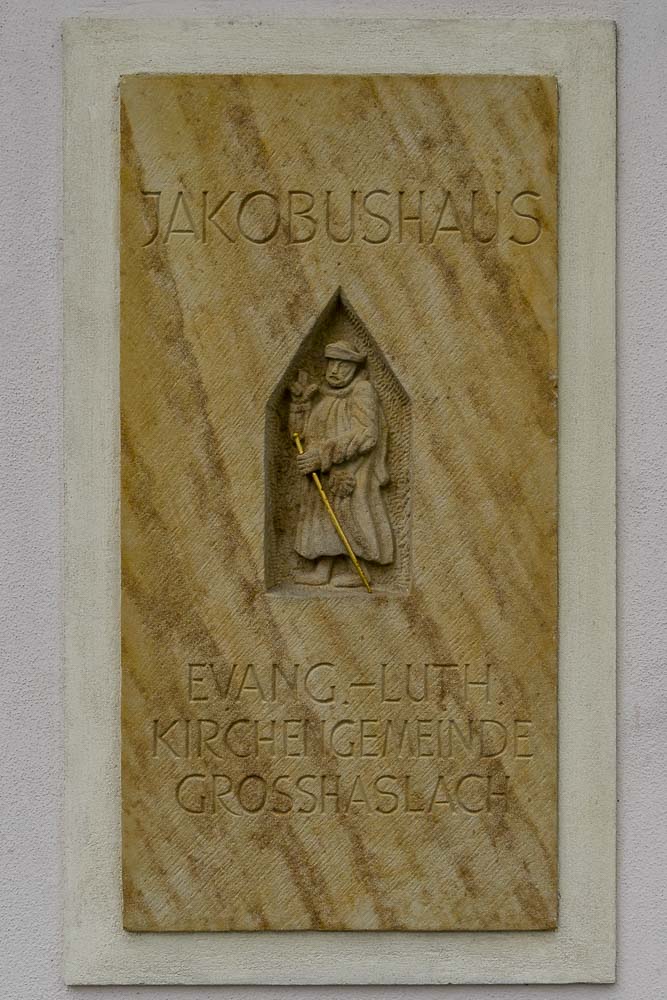 JAKOBUSHAUS
EVANG.-LUTH.
KIRCHENGEMEINDE
GROSSHASLACH